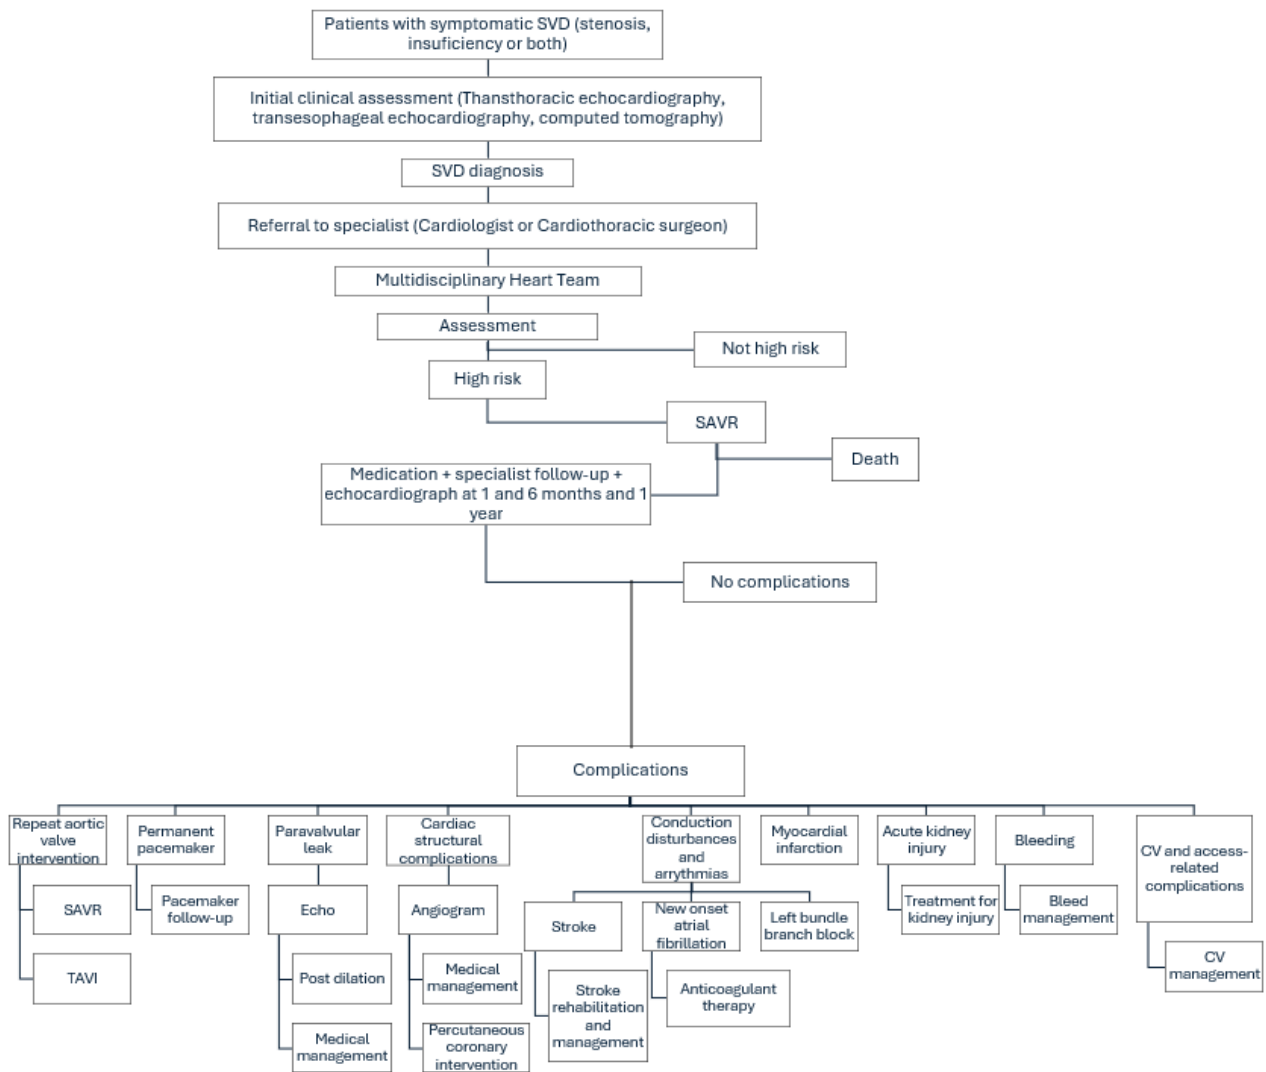 Patients with symptomatic SVD (stenosis,
insuficiency or both)
Initial clinical assessment (Thansthoracic echocardiography,
transesophageal echocardiography, computed tomography)
SVD diagnosis
Referral to specialist (Cardiologist or Cardiothoracic surgeon)
Multidisciplinary Heart Team
Assessment
Not high risk
High risk
SAVR
Death
Medication + specialist follow-up +
echocardiograph at 1 and 6 months and 1
year
No complications
Complications
Repeat aortic
valve
intervention
SAVR
TAVI
Permanent
pacemaker
Pacemaker
follow-up
Paravalvular
leak
Echo
Post dilation
Medical
management
Cardiac
structural
complications
Angiogram
Medical
management
Percutaneous
coronary
intervention
Conduction
disturbances
and
arrythmias
Stroke
Stroke
rehabilitation
and
management
New onset
atrial
fibrillation
Anticoagulant
therapy
Left bundle
branch block
Myocardial
infarction
Acute kidney
injury
Treatment for
kidney injury
Bleeding
Bleed
management
CV and access-
related
complications
CV
management